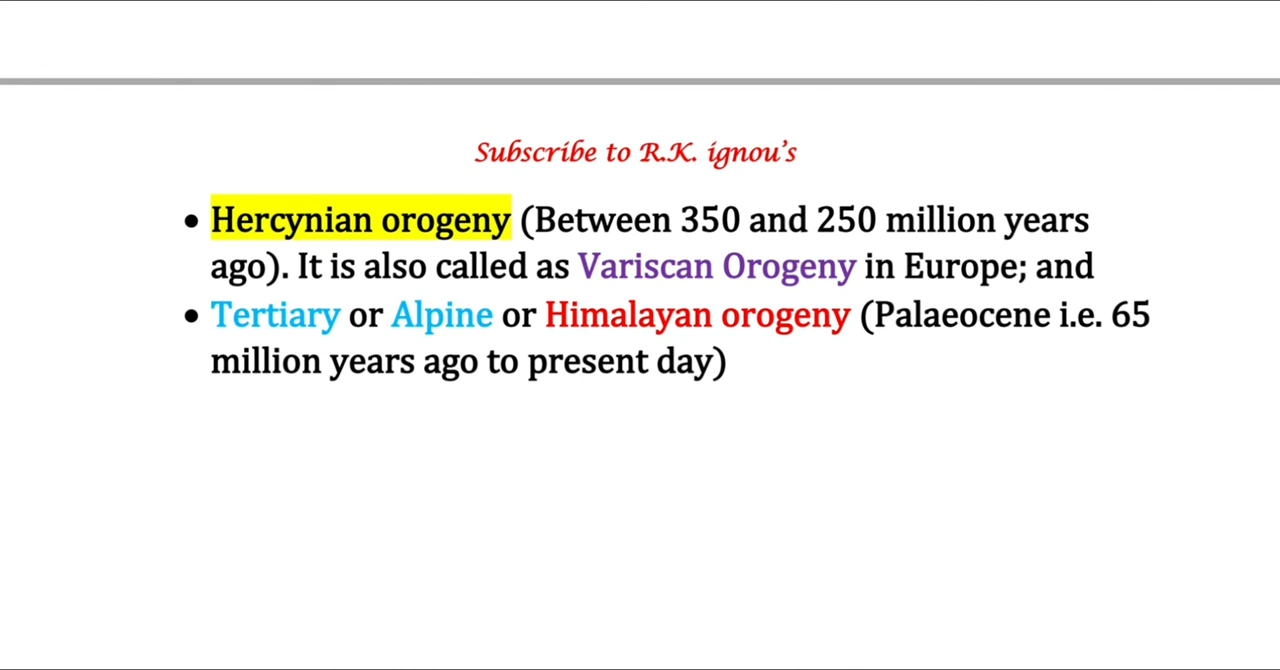 Subscribe to R.K. ignou's
• Hercynian orogeny (Between 350 and 250 million years
ago). It is also called as Variscan Orogeny in Europe; and
• Tertiary or Alpine or Himalayan orogeny (Palaeocene i.e. 65
million years ago to present day)